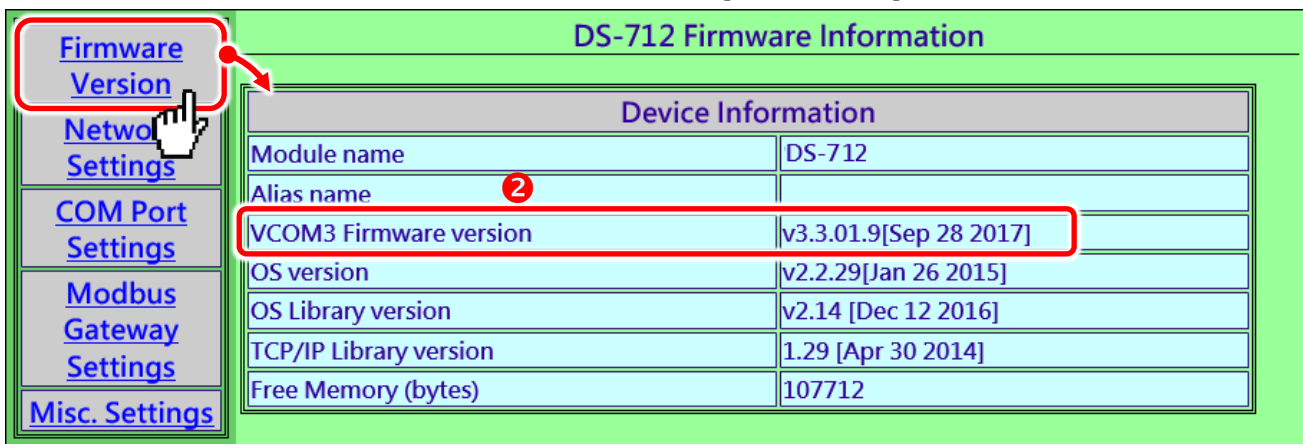 DS-712 Firmware Information
Firmware
Version
Netwo
Settings
COM Port
Settings
Modbus
Gateway
Settings
Misc. Settings
Device Information
Module name DS-712
Alias name 2
VCOM3 Firmware version v3.3.01.9[Sep 28 2017]
OS version v2.2.29[Jan 26 2015]
OS Library version v2.14 [Dec 12 2016]
TCP/IP Library version 1.29 [Apr 30 2014]
Free Memory (bytes) 107712